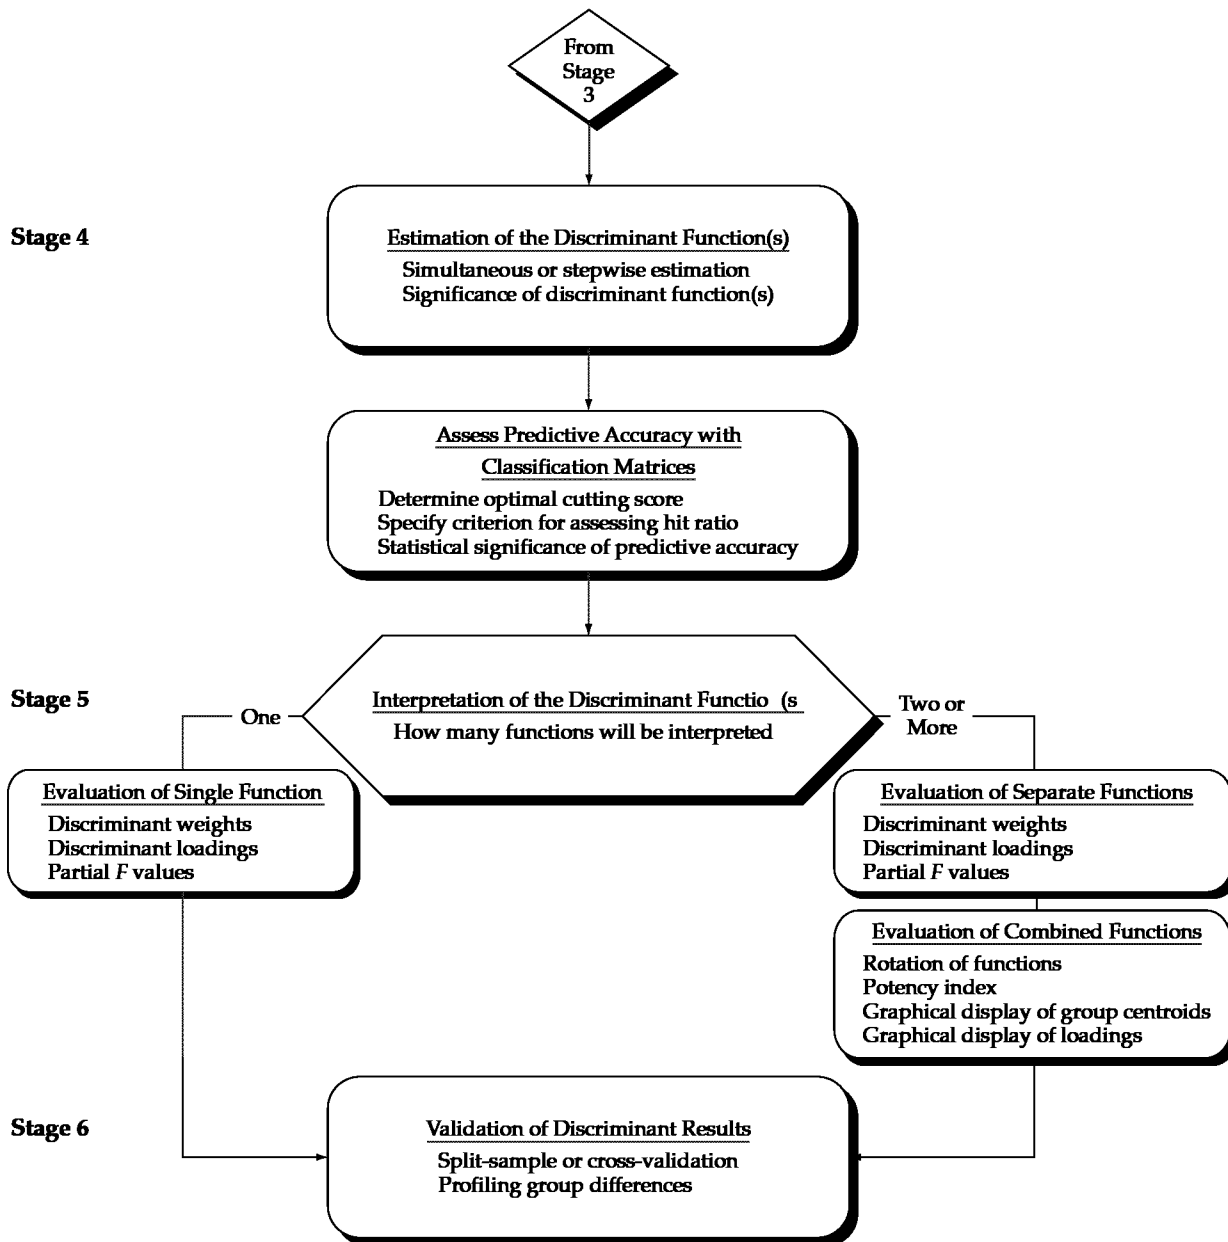 From
Stage
3
Stage 4
Estimation of the Discriminant Function(s)
Simultaneous or stepwise estimation
Significance of discriminant function(s)
Assess Predictive Accuracy with
Classification Matrices
Determine optimal cutting score
Specify criterion for assessing hit ratio
Statistical significance of predictive accuracy
Stage 5
Interpretation of the Discriminant Functio (s
How many functions will be interpreted
One
Two or
More
Evaluation of Single Function
Discriminant weights
Discriminant loadings
Partial F values
Evaluation of Separate Functions
Discriminant weights
Discriminant loadings
Partial F values
Evaluation of Combined Functions
Rotation of functions
Potency index
Graphical display of group centroids
Graphical display of loadings
Stage 6
Validation of Discriminant Results
Split-sample or cross-validation
Profiling group differences